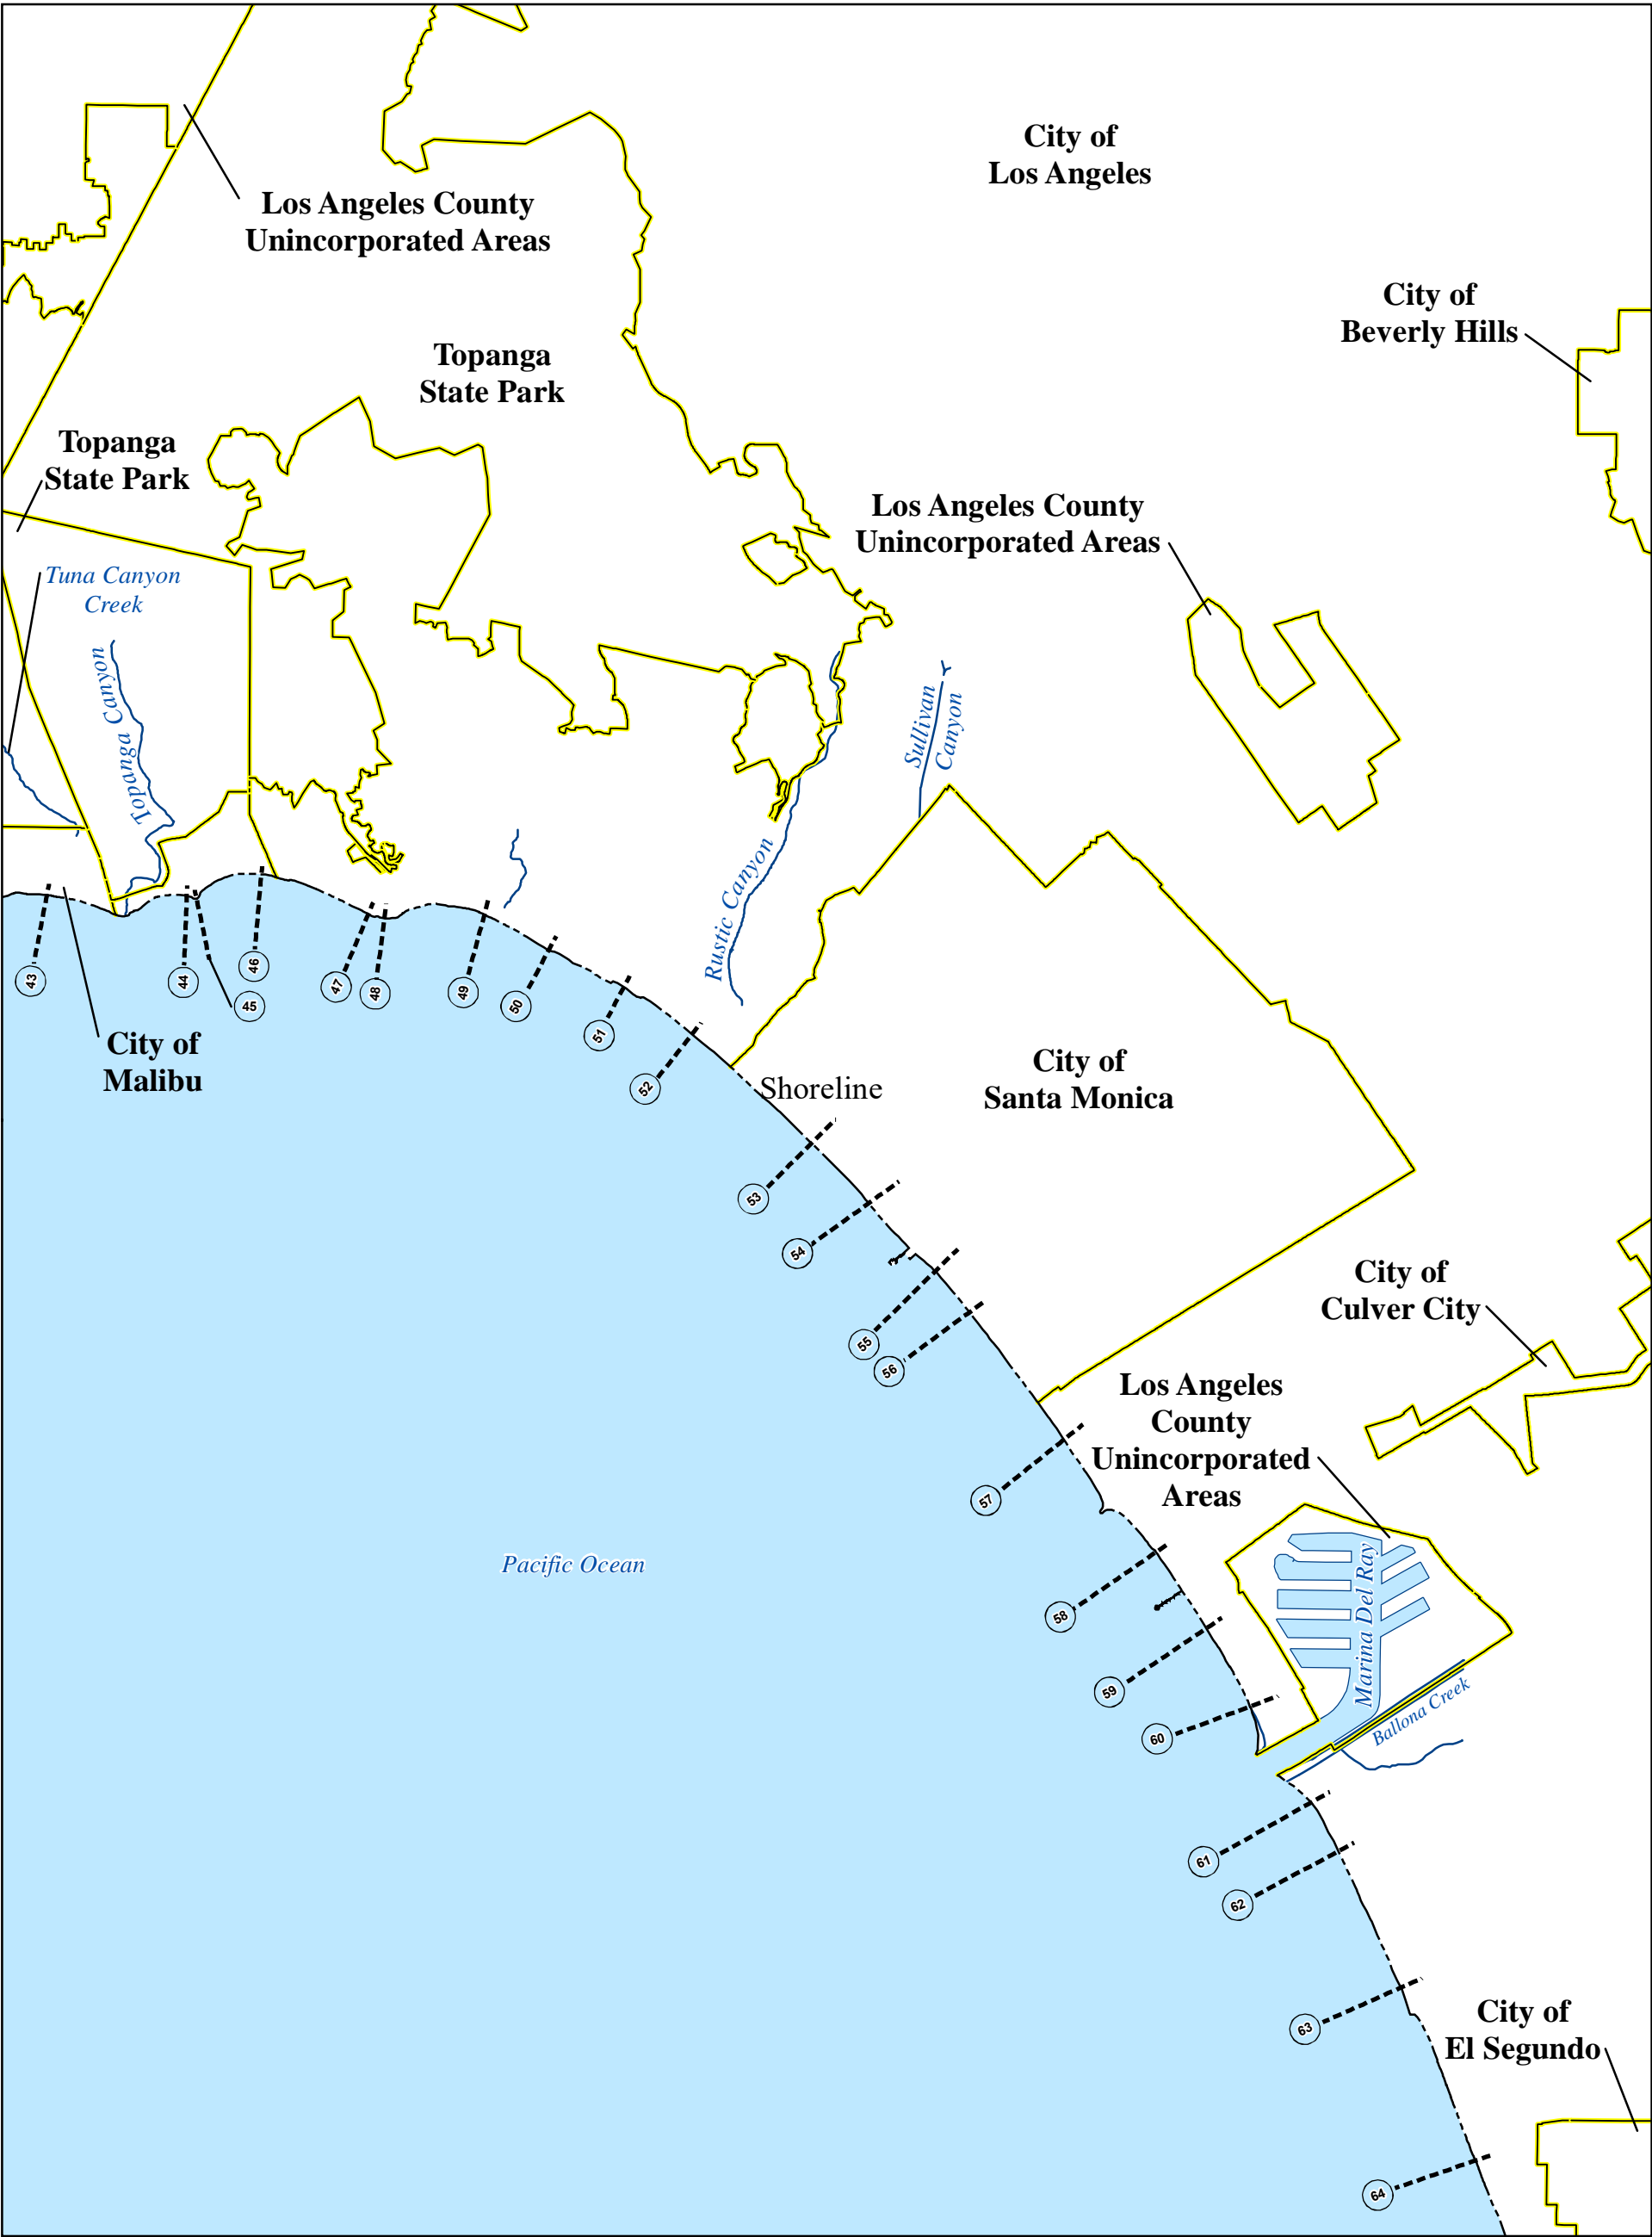 City of
Los Angeles
Los Angeles County
Unincorporated Areas
City of
Beverly Hills
Topanga
State Park
Topanga
State Park
Los Angeles County
Unincorporated Areas
Tuna Canyon
Creek
Topanga Canyon
Sullivan
Canyon
Rustic Canyon
43
44
45
46
47
48
49
50
51
52
City of
Malibu
Shoreline
City of
Santa Monica
53
54
55
56
City of
Culver City
Los Angeles
County
Unincorporated
Areas
57
Pacific Ocean
58
59
60
Marina Del Ray
Ballona Creek
61
62
63
City of
El Segundo
64